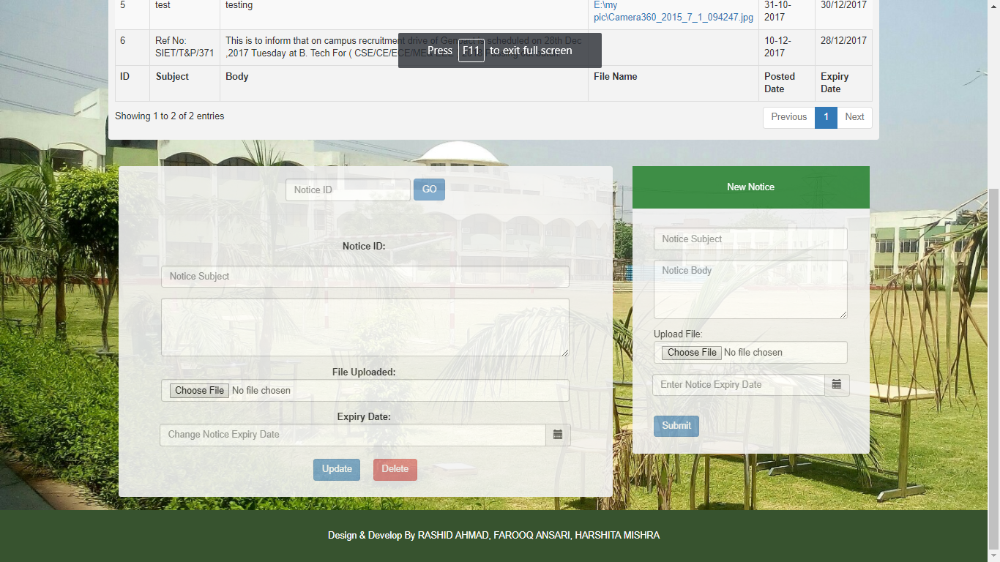 5 test testing E:\my 31-10- 30/12/2017
pic\Camera360_2015_7_1_094247.jpg 2017
6 Ref No: This is to inform that on campus recruitment drive of Genpact is scheduled on 28th Dec 10-12- 28/12/2017
SIET/T&P/371 ,2017 Tuesday at B. Tech For ( CSE/CE/ECE/ME 2017
Press F11 to exit full screen
ID Subject Body File Name Posted Expiry
Date Date
Showing 1 to 2 of 2 entries Previous 1 Next
Notice ID GO
Notice ID:
Notice Subject
File Uploaded:
Choose File No file chosen
Expiry Date:
Change Notice Expiry Date
Update Delete
New Notice
Notice Subject
Notice Body
Upload File:
Choose File No file chosen
Enter Notice Expiry Date
Submit
Design & Develop By RASHID AHMAD, FAROOQ ANSARI, HARSHITA MISHRA